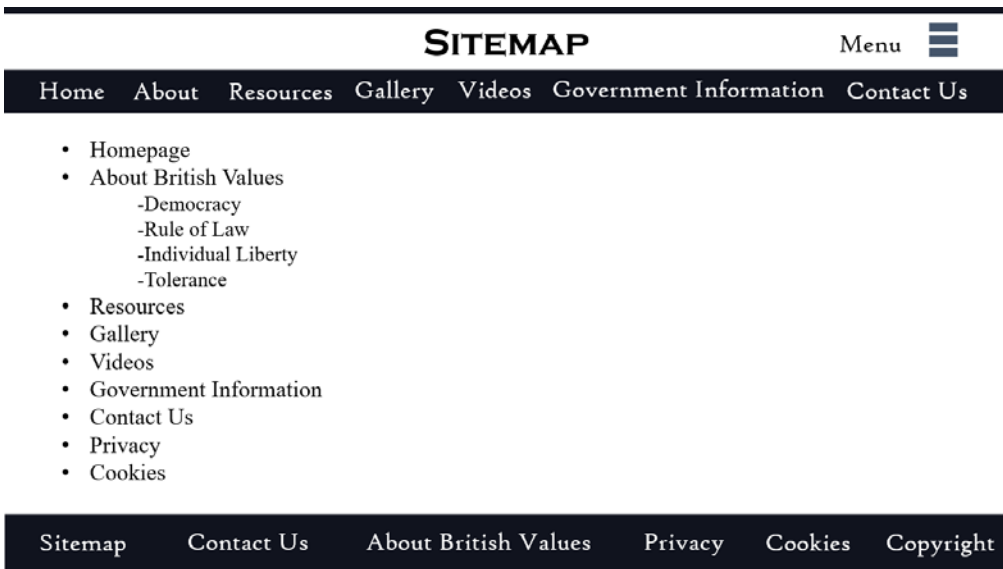 SITEMAP
Menu
Home About Resources Gallery Videos Government Information Contact Us
• Homepage
• About British Values
-Democracy
-Rule of Law
-Individual Liberty
-Tolerance
• Resources
• Gallery
• Videos
• Government Information
• Contact Us
• Privacy
• Cookies
Sitemap Contact Us About British Values Privacy Cookies Copyright